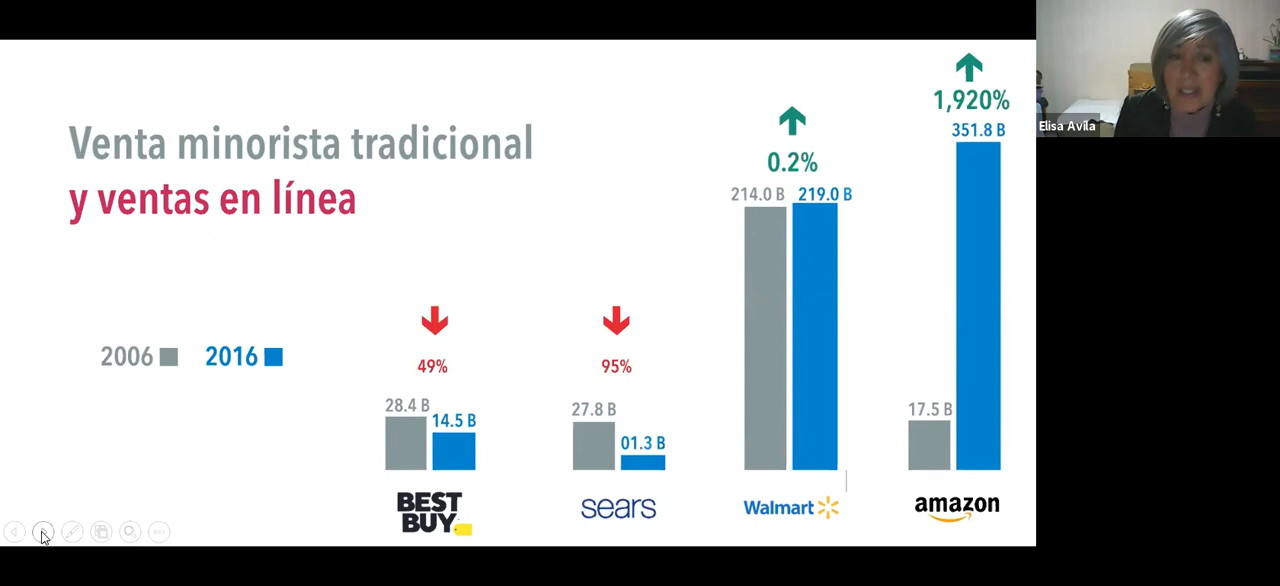 Venta minorista tradicional
y ventas en línea
2006 2016
49%
28.4 B
14.5 B
BEST
BUY
95%
27.8 B
01.3 B
sears
0.2%
214.0 B
219.0 B
Walmart
1,920%
351.8 B
17.5 B
amazon
Elisa Avila